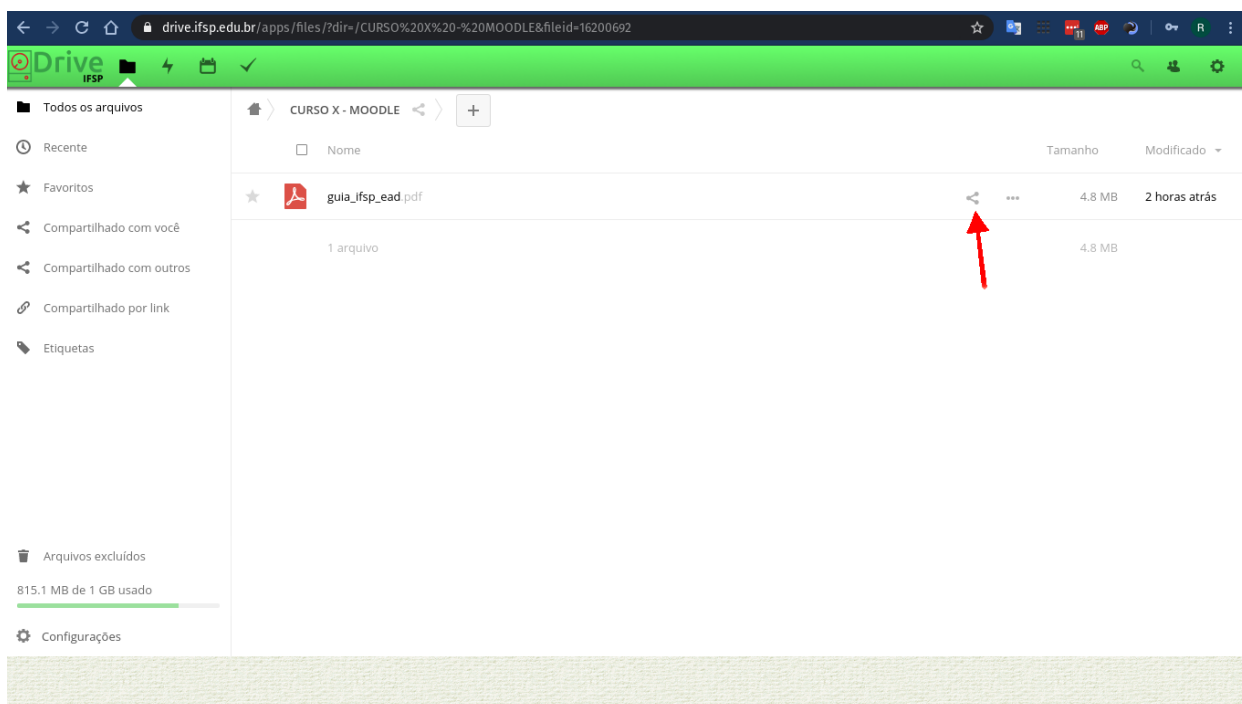 drive.ifsp.edu.br/apps/files/?dir=/CURSO%20X%20-%20MOODLE&fileid=16200692
11
ABP
R
Drive
IFSP
Todos os arquivos
Recente
Favoritos
Compartilhado com você
Compartilhado com outros
Compartilhado por link
Etiquetas
Arquivos excluídos
815.1 MB de 1 GB usado
Configurações
CURSO X - MOODLE +
Nome Tamanho Modificado
guia_ifsp_ead.pdf ••• 4.8 MB 2 horas atrás
1 arquivo 4.8 MB